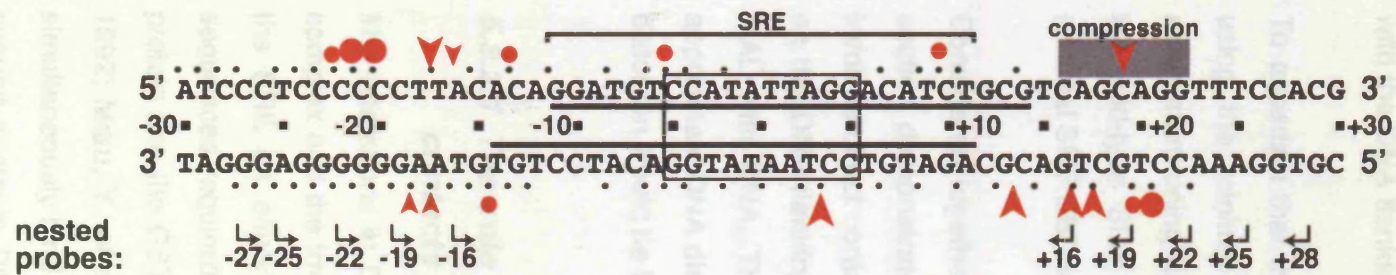 SRE
compression
5' ATCCCTCCCCCCTTACACAGGATGTCCATATTAGGACATCTGCGTCAGCAGGTTTCCACG 3'
-30 -20 -10 +10 +20 +30
3' TAGGGAGGGGGGAATGTGTCCTACAGGTATAATCCTGTAGACGCAGTCGTCCAAAGGTGC 5'
nested
probes: -27 -25 -22 -19 -16 +16 +19 +22 +25 +28